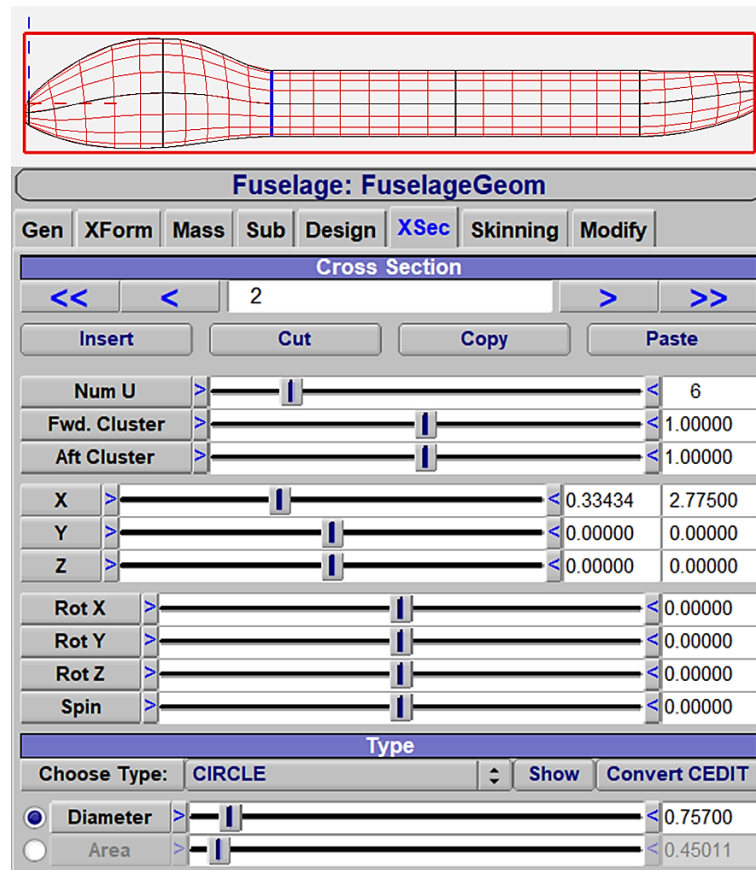 Fuselage: FuselageGeom
Gen XForm Mass Sub Design XSec Skinning Modify
Cross Section
<< < 2 > >>
Insert Cut Copy Paste
Num U > < 6
Fwd. Cluster > < 1.00000
Aft Cluster > < 1.00000
X > < 0.33434 2.77500
Y > < 0.00000 0.00000
Z > < 0.00000 0.00000
Rot X > < 0.00000
Rot Y > < 0.00000
Rot Z > < 0.00000
Spin > < 0.00000
Type
Choose Type: CIRCLE Show Convert CEDIT
Diameter > < 0.75700
Area > < 0.45011